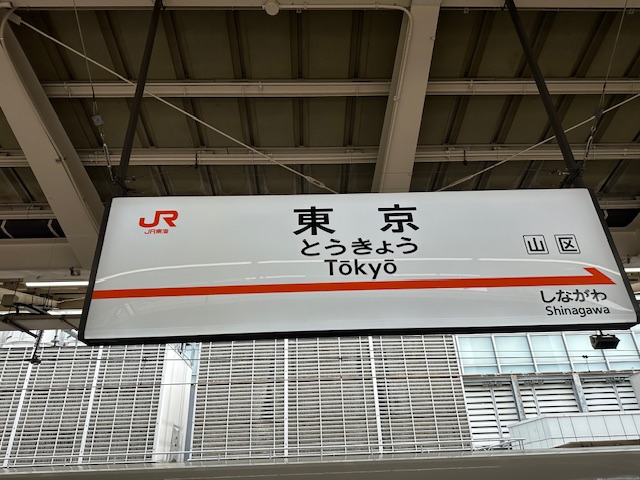 JR
JR東海
東京
とうきょう
Tōkyō
山区
しながわ
Shinagawa